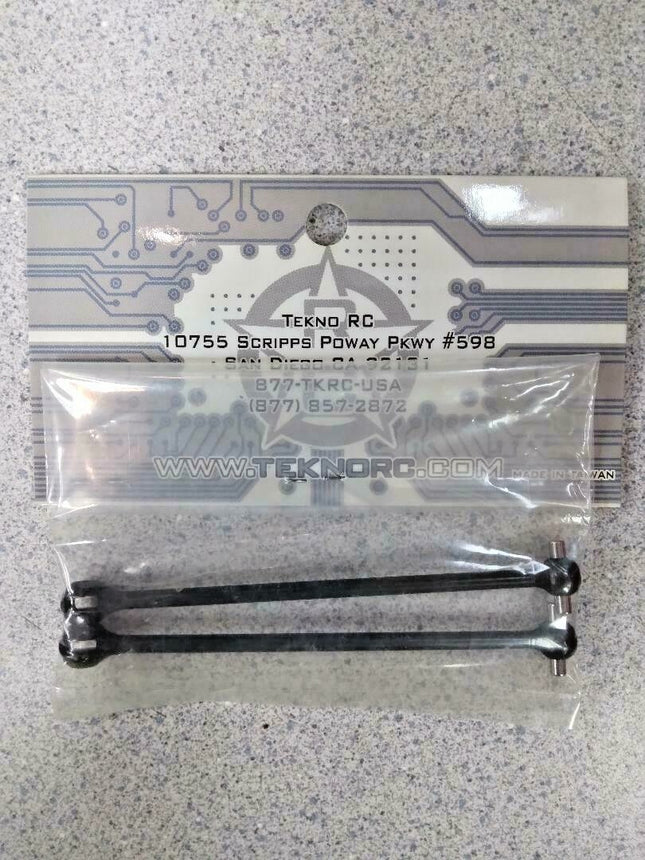 R
Tekno RC
10755 Scripps Poway Pkwy #598
San Diego CA 92131
877-TKRC-USA
(877) 857-2872
WWW.TEKNORC.COM
MADE IN TAIWAN